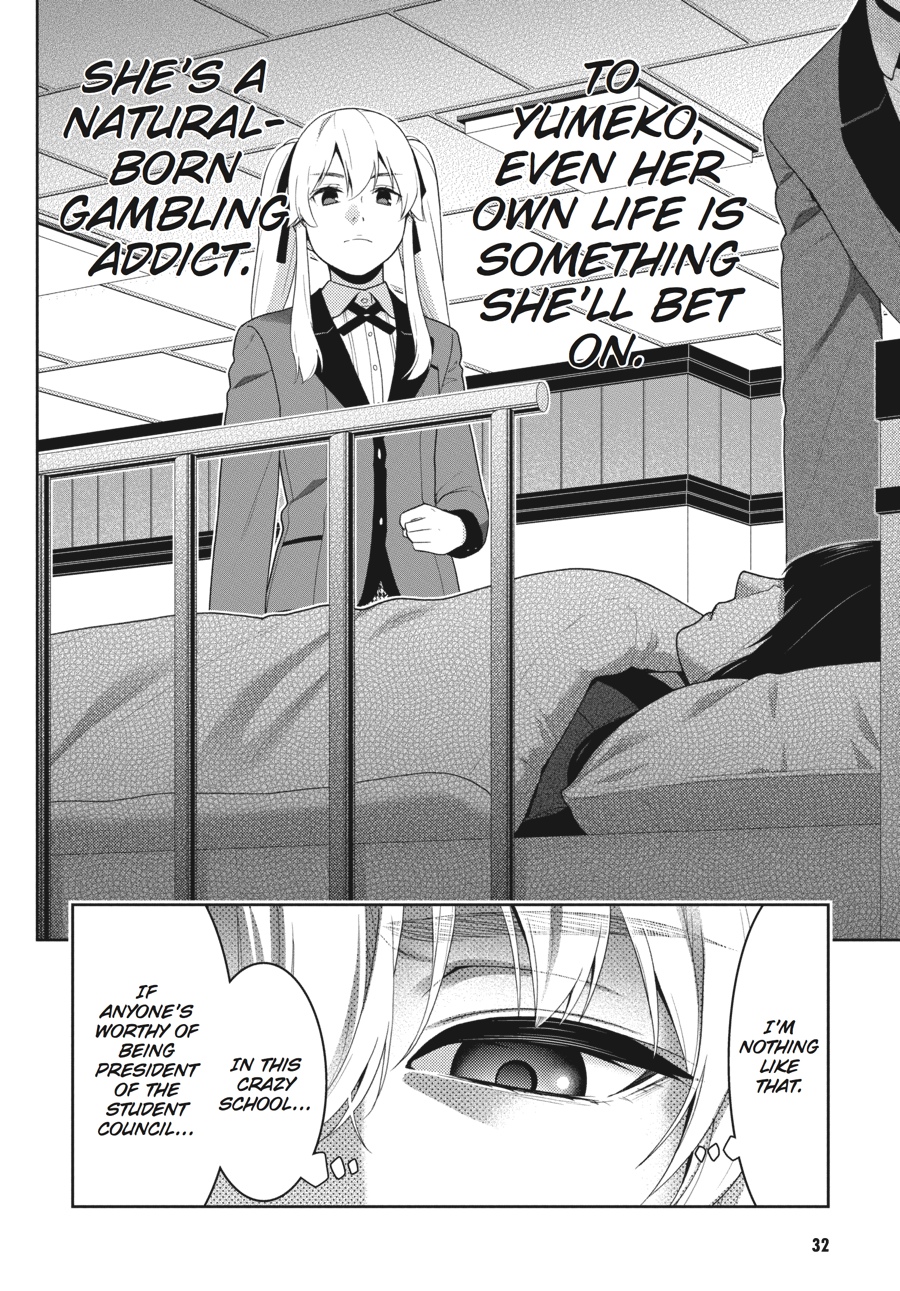 TO
YUMEKO,
EVEN HER
OWN LIFE IS
SOMETHING
SHE'LL BET
ON.
SHE'S A
NATURAL-
BORN
GAMBLING
ADDICT.
I'M
NOTHING
LIKE
THAT.
IN THIS
CRAZY
SCHOOL...
IF
ANYONE'S
WORTHY OF
BEING
PRESIDENT
OF THE
STUDENT
COUNCIL...
32